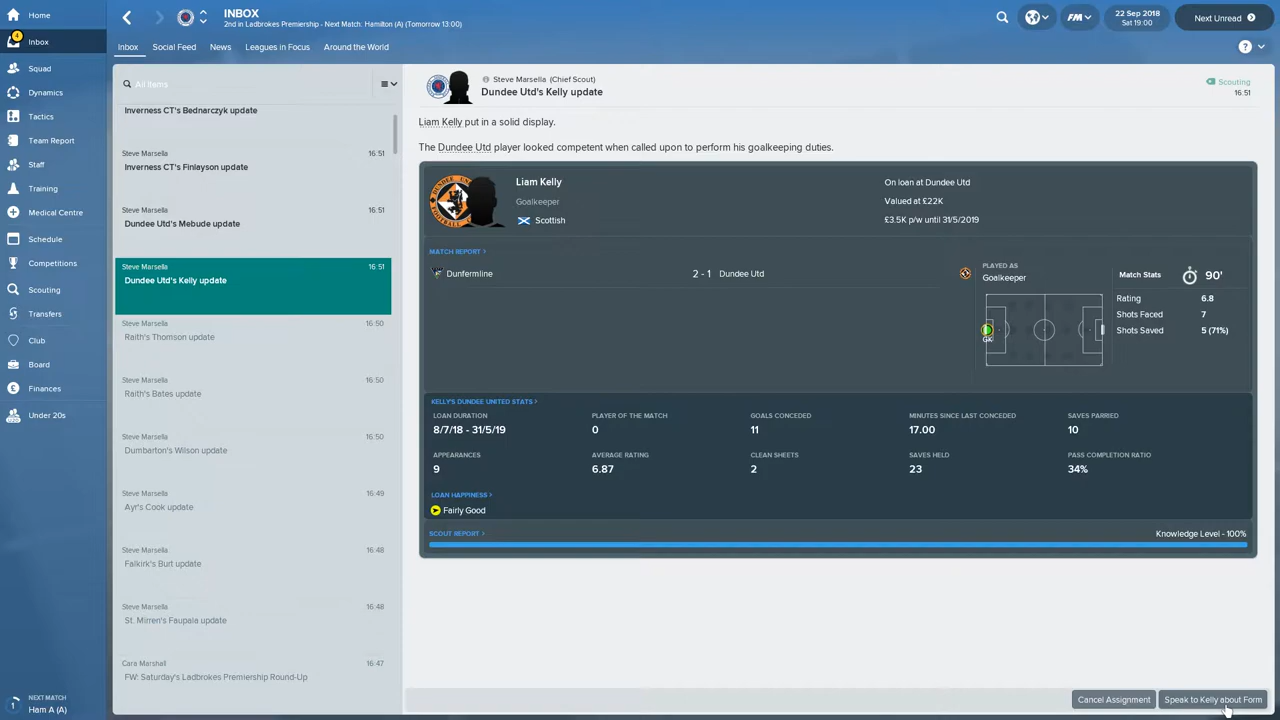 Home
4
Inbox
Squad
Dynamics
Tactics
Team Report
Staff
Training
Medical Centre
Schedule
Competitions
Scouting
Transfers
Club
Board
Finances
Under 20s
NEXT MATCH
1
Ham A (A)
INBOX
2nd in Ladbrokes Premiership - Next Match: Hamilton (A) (Tomorrow 13:00)
FM
22 Sep 2018
Sat 19:00
Next Unread
Inbox Social Feed News Leagues in Focus Around the World
?
All Items
Inverness CT's Bednarczyk update
Steve Marsella 16:51
Inverness CT's Finlayson update
Steve Marsella 16:51
Dundee Utd's Mebude update
Steve Marsella 16:51
Dundee Utd's Kelly update
Steve Marsella 16:50
Raith's Thomson update
Steve Marsella 16:50
Raith's Bates update
Steve Marsella 16:50
Dumbarton's Wilson update
Steve Marsella 16:49
Ayr's Cook update
Steve Marsella 16:48
Falkirk's Burt update
Steve Marsella 16:48
St. Mirren's Faupala update
Cara Marshall 16:47
FW: Saturday's Ladbrokes Premiership Round-Up
Steve Marsella (Chief Scout)
Dundee Utd's Kelly update
Scouting
16:51
Liam Kelly put in a solid display.
The Dundee Utd player looked competent when called upon to perform his goalkeeping duties.
Liam Kelly
Goalkeeper
Scottish
On loan at Dundee Utd
Valued at £22K
£3.5K p/w until 31/5/2019
MATCH REPORT >
Dunfermline 2 - 1 Dundee Utd
PLAYED AS
Goalkeeper
GK
Match Stats 90'
Rating 6.8
Shots Faced 7
Shots Saved 5 (71%)
KELLY'S DUNDEE UNITED STATS >
LOAN DURATION PLAYER OF THE MATCH GOALS CONCEDED MINUTES SINCE LAST CONCEDED SAVES PARRIED
8/7/18 - 31/5/19 0 11 17.00 10
APPEARANCES AVERAGE RATING CLEAN SHEETS SAVES HELD PASS COMPLETION RATIO
9 6.87 2 23 34%
LOAN HAPPINESS >
Fairly Good
SCOUT REPORT > Knowledge Level - 100%
Cancel Assignment Speak to Kelly about Form